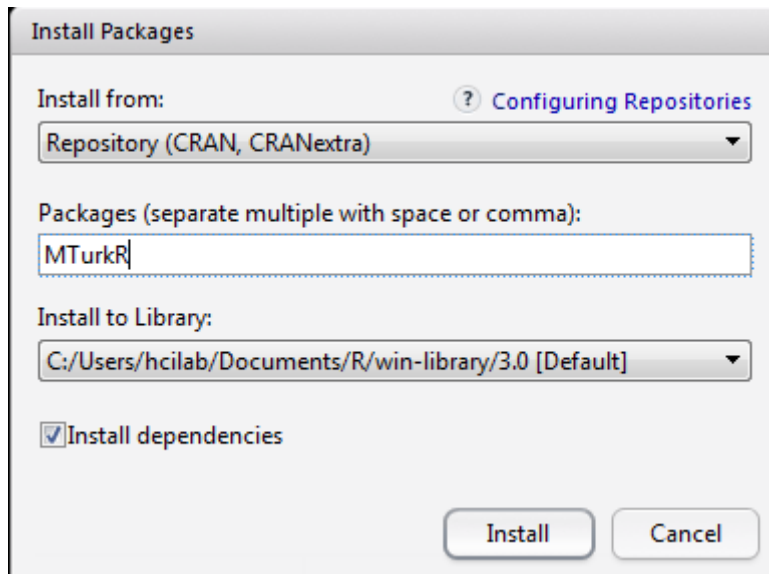 Install Packages
Install from:
? Configuring Repositories
Repository (CRAN, CRANextra)
Packages (separate multiple with space or comma):
MTurkR
Install to Library:
C:/Users/hcilab/Documents/R/win-library/3.0 [Default]
Install dependencies
Install Cancel